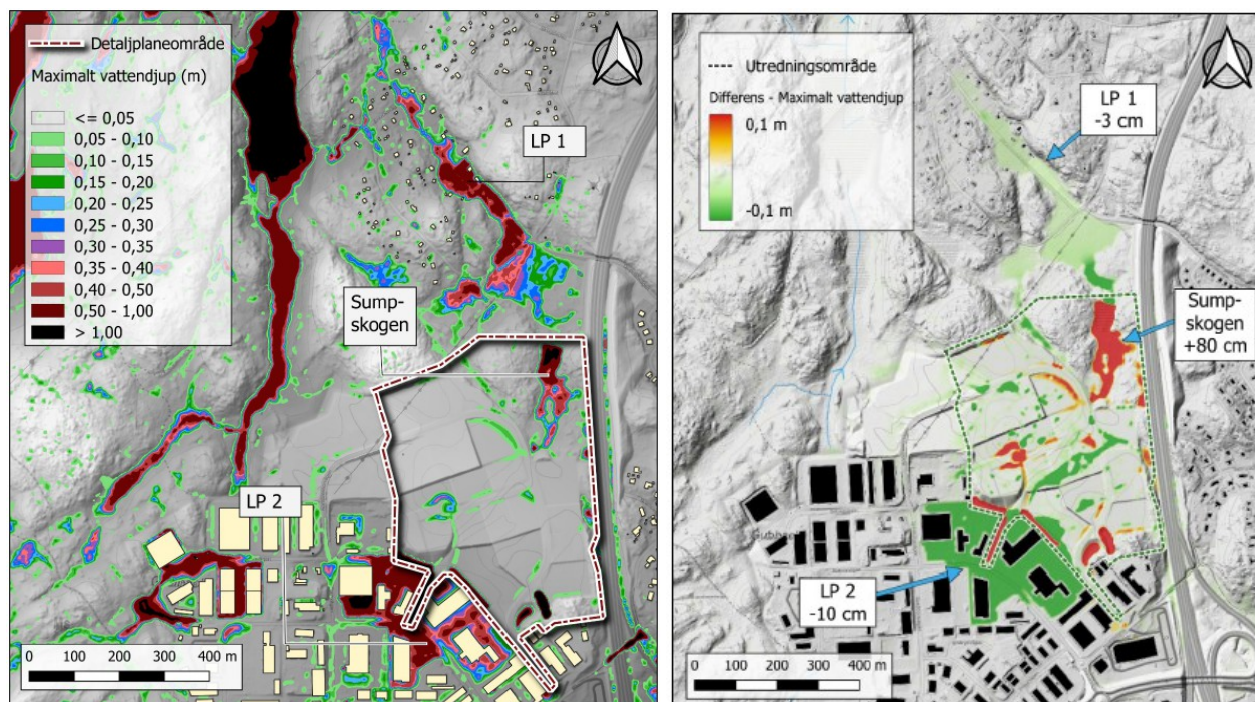 Detaljplaneområde
Maximalt vattendjup (m)
<= 0,05
0,05 - 0,10
0,10 - 0,15
0,15 - 0,20
0,20 - 0,25
0,25 - 0,30
0,30 - 0,35
0,35 - 0,40
0,40 - 0,50
0,50 - 1,00
> 1,00
LP 1
Sump-
skogen
LP 2
0 100 200 300 400 m
Utredningsområde
Differens - Maximalt vattendjup
0,1 m
-0,1 m
LP 1
-3 cm
Sump-
skogen
+80 cm
LP 2
-10 cm
0 100 200 300 400 m